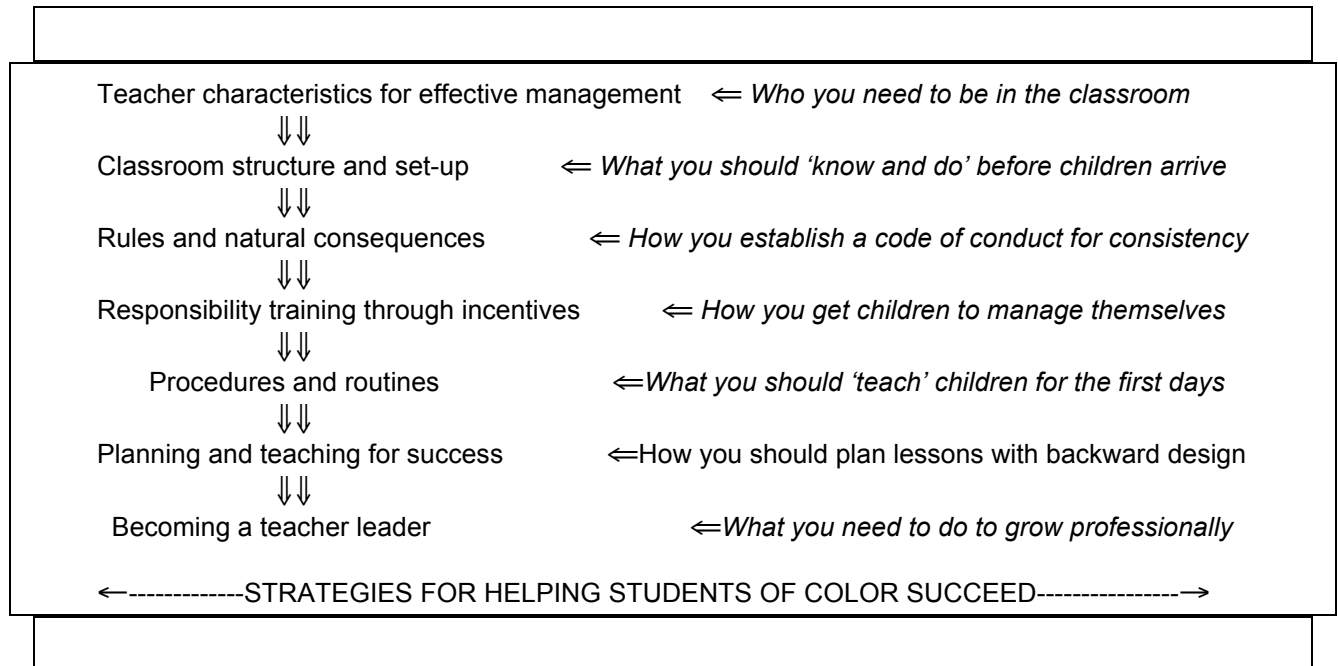 Teacher characteristics for effective management ⇐ Who you need to be in the classroom
⇓⇓
Classroom structure and set-up ⇐ What you should ‘know and do’ before children arrive
⇓⇓
Rules and natural consequences ⇐ How you establish a code of conduct for consistency
⇓⇓
Responsibility training through incentives ⇐ How you get children to manage themselves
⇓⇓
Procedures and routines ⇐What you should ‘teach’ children for the first days
⇓⇓
Planning and teaching for success ⇐How you should plan lessons with backward design
⇓⇓
Becoming a teacher leader ⇐What you need to do to grow professionally
←-------------STRATEGIES FOR HELPING STUDENTS OF COLOR SUCCEED----------------→